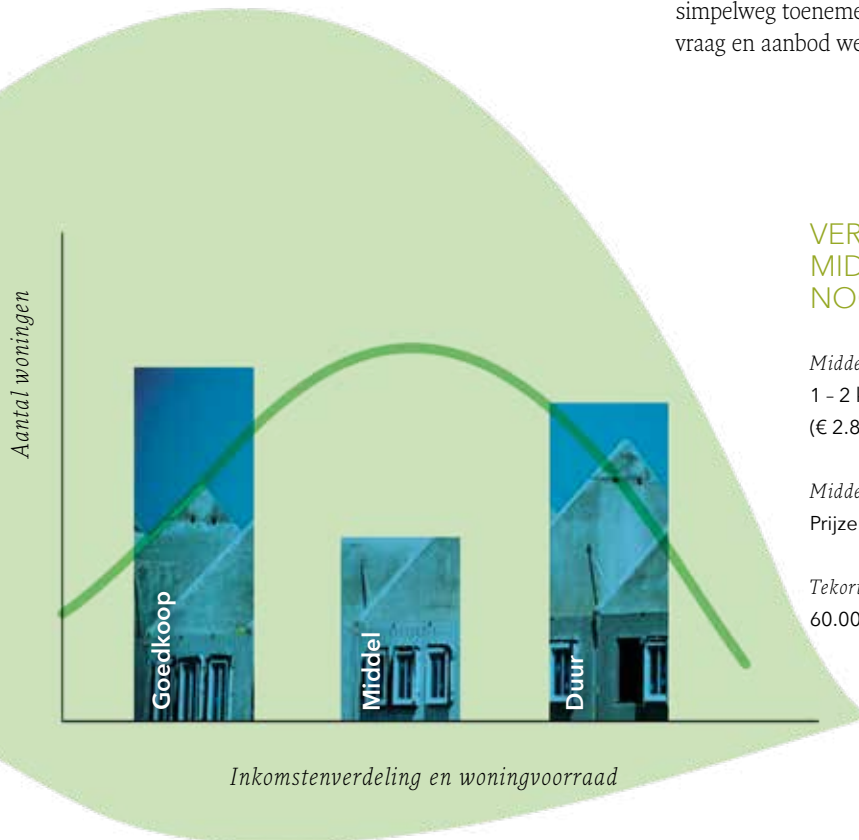 simpelweg toeneme
vraag en aanbod we
VER
MID
NO
Midde
1 – 2
(€ 2.8
Midde
Prijze
Tekor
60.00
Aantal woningen
Goedkoop
Middel
Duur
Inkomstenverdeling en woningvoorraad